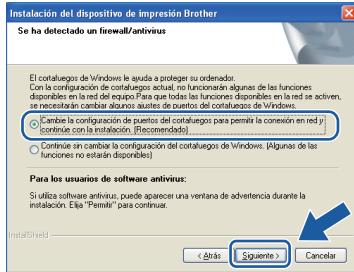 Instalación del dispositivo de impresión Brother
Se ha detectado un firewall/antivirus
El cortafuegos de Windows le ayuda a proteger su ordenador.
Con la configuración de cortafuegos actual, no funcionarán algunas de las funciones
disponibles en la red del equipo.Para que todas las funciones disponibles en la red se activen,
se necesitarán cambiar algunos ajustes de puertos del cortafuegos de Windows.
Cambie la configuración de puertos del cortafuegos para permitir la conexión en red y
continúe con la instalación. (Recomendado)
Continúe sin cambiar la configuración del cortafuegos de Windows. (Algunas de las
funciones no estarán disponibles)
Para los usuarios de software antivirus:
Si utiliza software antivirus, puede aparecer una ventana de advertencia durante la
instalación. Elija "Permitir" para continuar.
InstallShield
< Atrás
Siguiente >
Cancelar